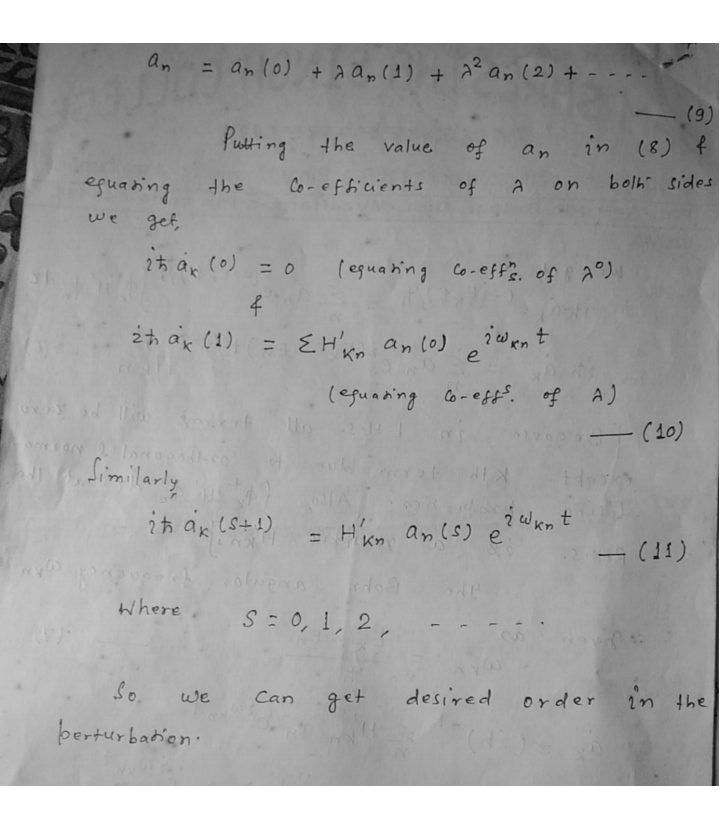 an = an (0) + λ an (1) + λ² an (2) + - - - -
— (9)
Putting the value of an in (8) &
equating the Co-efficients of λ on both sides
we get,
iħ ȧk (0) = 0 (equating Co-effn s. of λ⁰)
&
iħ ȧk (1) = Σ H'kn an (0) e^iωkn t
(equating Co-effs. of λ)
— (10)
Similarly,
iħ ȧk (S+1) = H'kn an (S) e^iωkn t
— (11)
Where S = 0, 1, 2, - - - - -
So we can get desired order in the
perturbation.